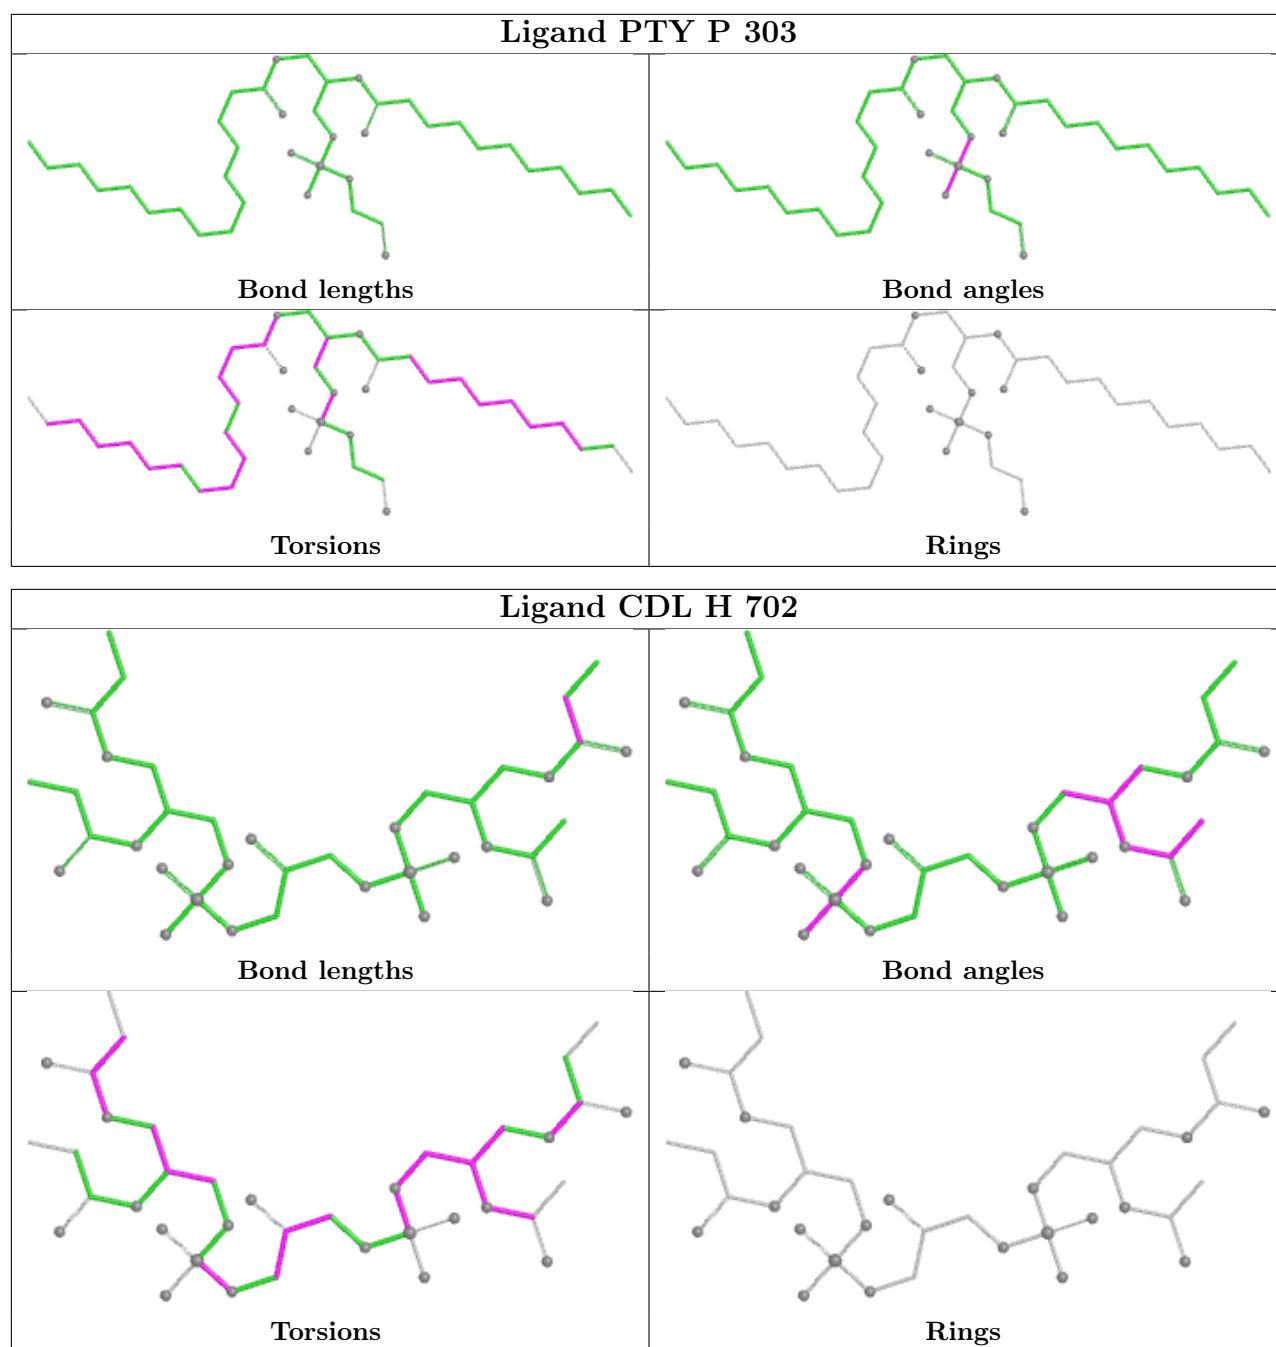 Ligand PTY P 303
Bond lengths
Bond angles
Torsions
Rings
Ligand CDL H 702
Bond lengths
Bond angles
Torsions
Rings